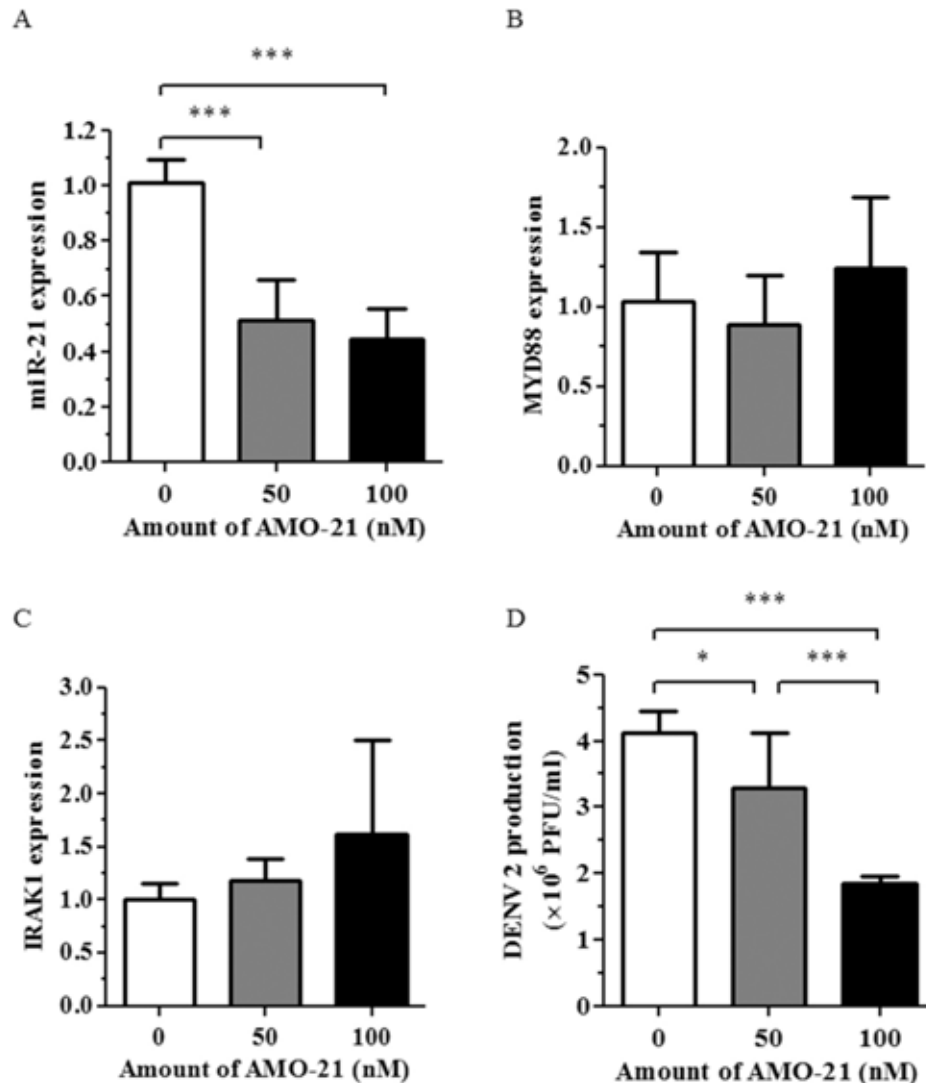 A
***
***
miR-21 expression
1.2
1.0
0.8
0.6
0.4
0.2
0.0
0 50 100
Amount of AMO-21 (nM)
B
MYD88 expression
2.0
1.5
1.0
0.5
0.0
0 50 100
Amount of AMO-21 (nM)
C
IRAK1 expression
3.0
2.5
2.0
1.5
1.0
0.5
0.0
0 50 100
Amount of AMO-21 (nM)
D
***
* ***
DENV 2 production
(×10⁶ PFU/ml)
5
4
3
2
1
0
0 50 100
Amount of AMO-21 (nM)